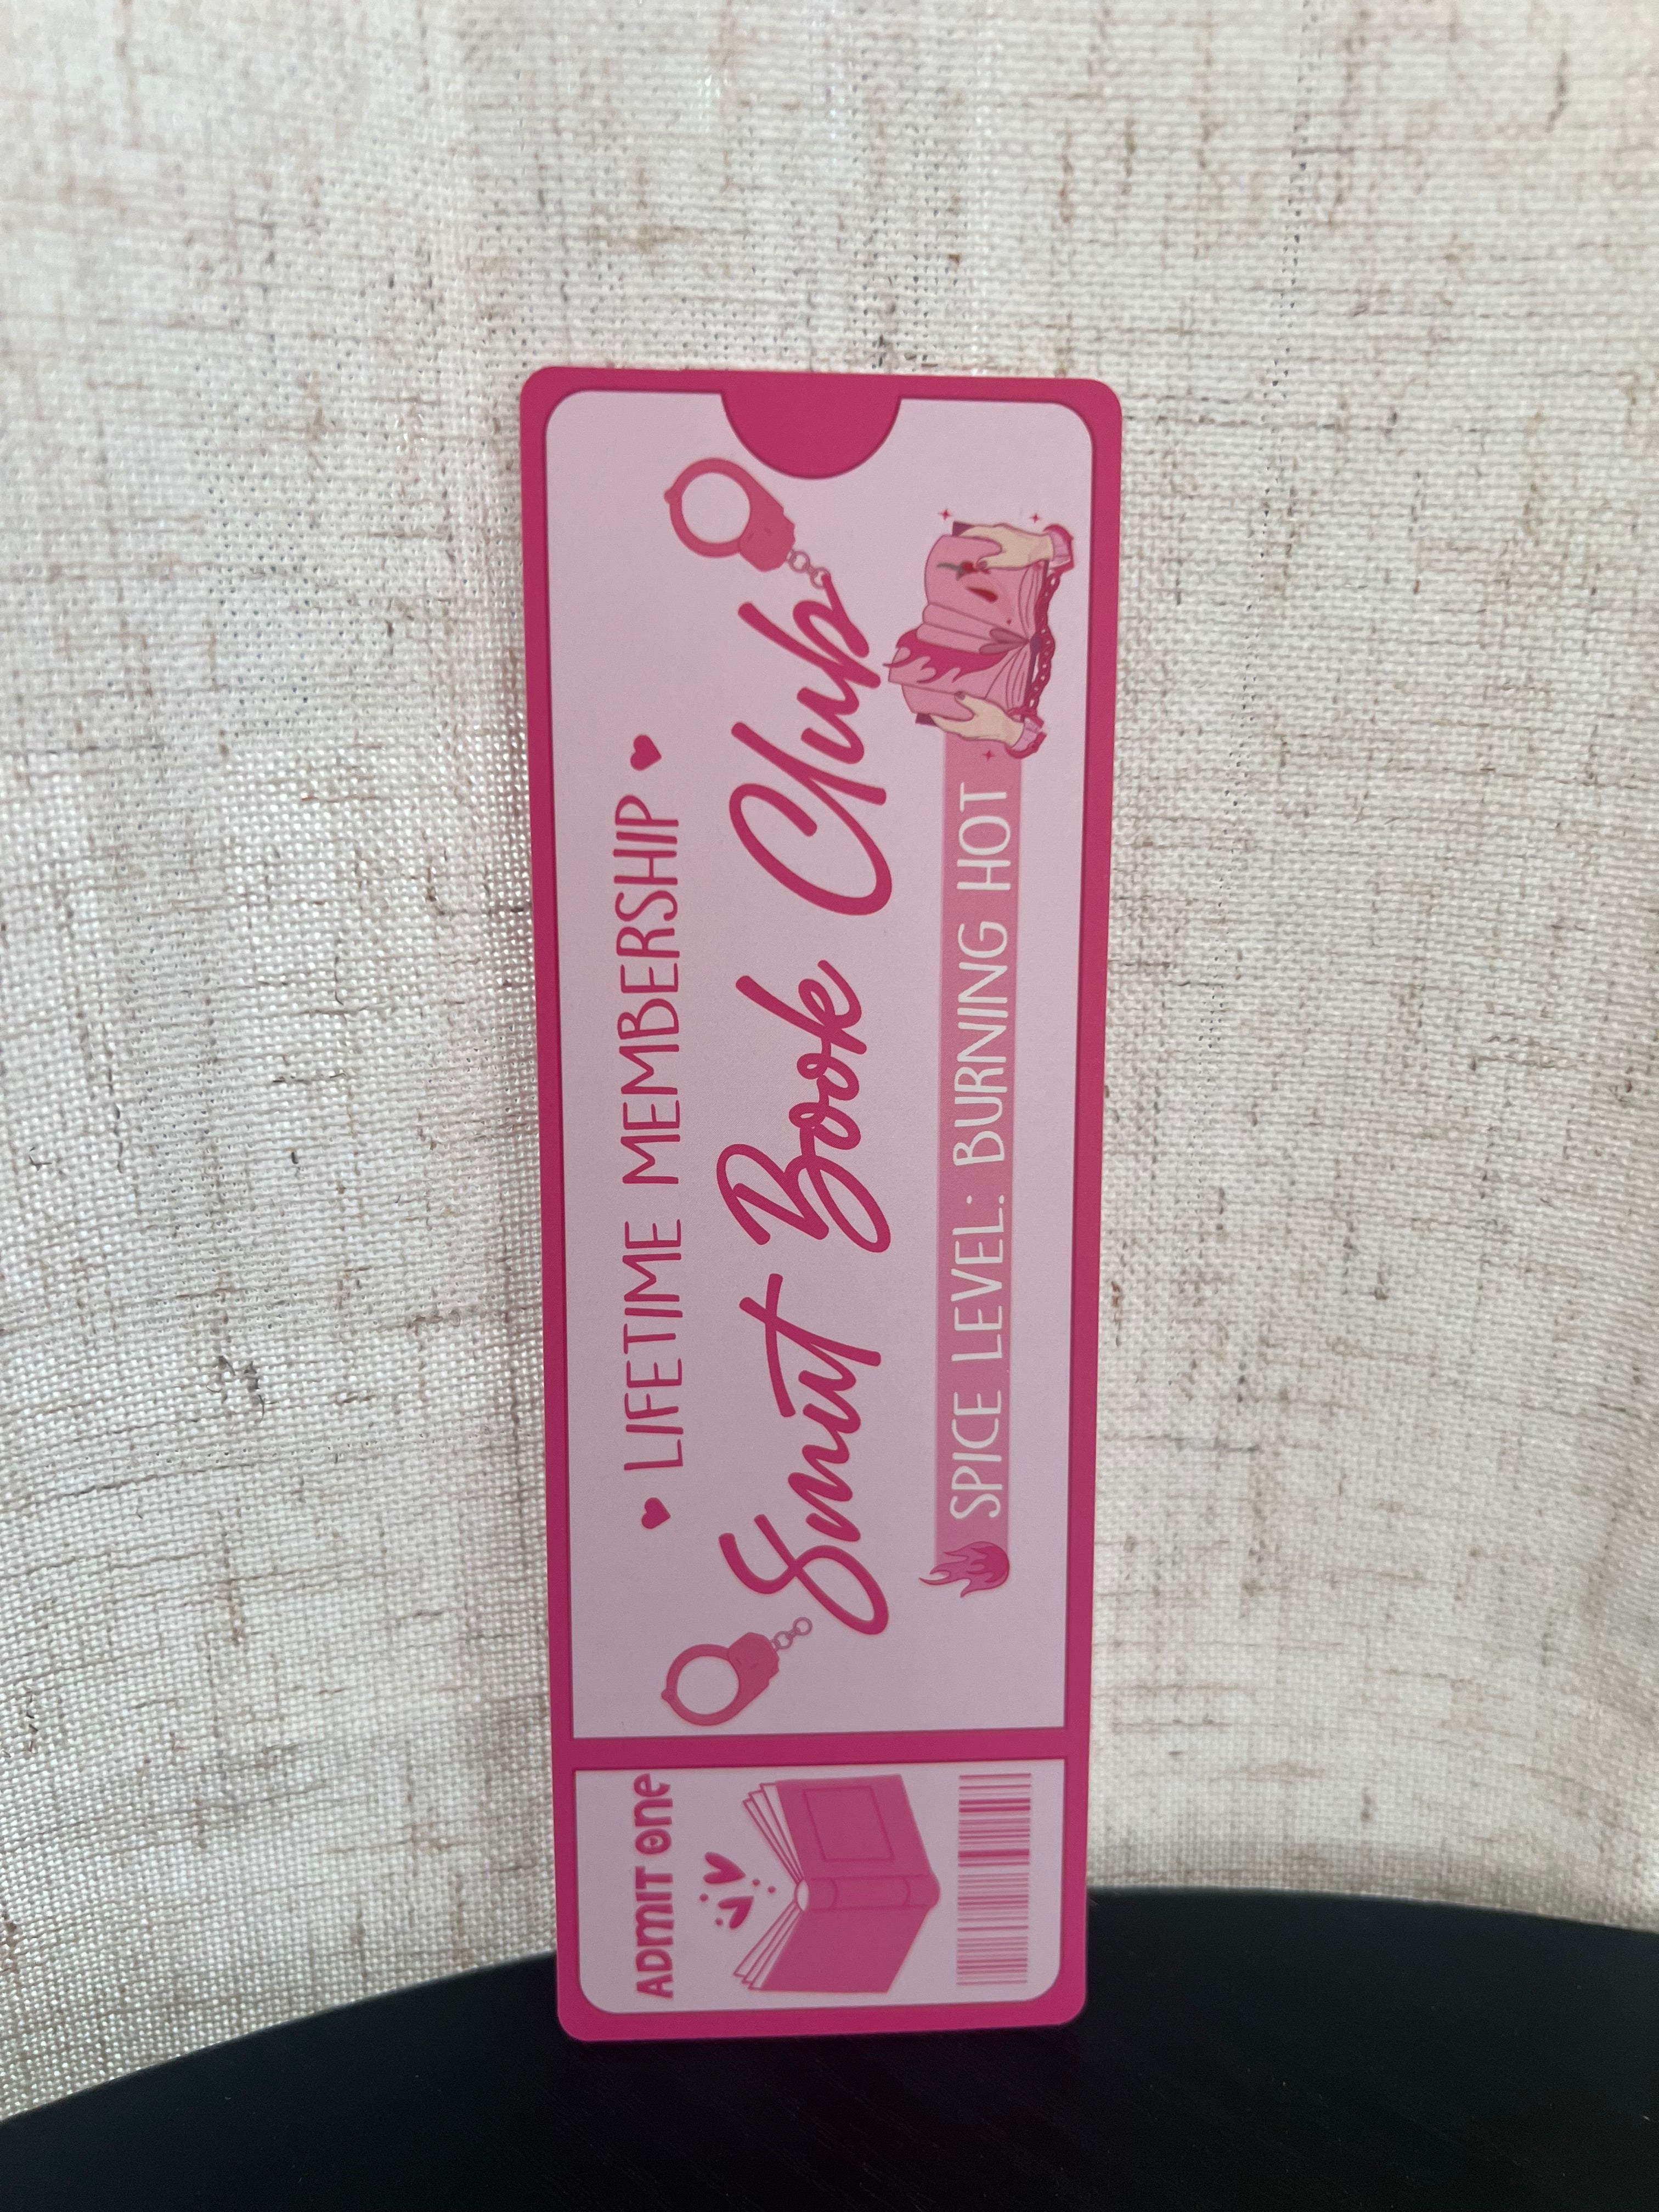 LIFETIME MEMBERSHIP
Smut Book Club
SPICE LEVEL: BURNING HOT
ADMIT ONE